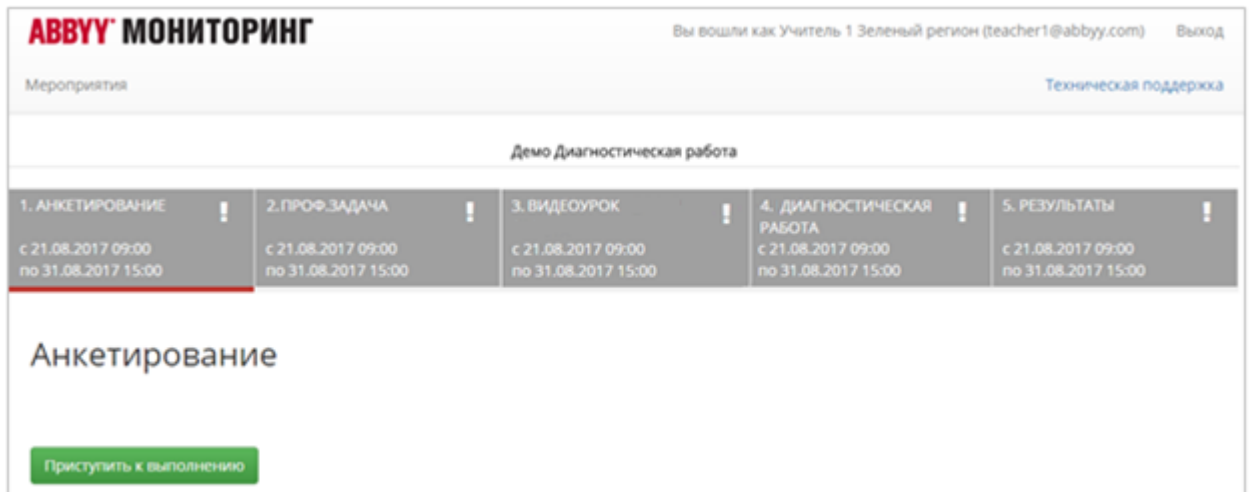 ABBYY® МОНИТОРИНГ
Вы вошли как Учитель 1 Зеленый регион (teacher1@abbyy.com) Выход
Мероприятия Техническая поддержка
Демо Диагностическая работа
1. АНКЕТИРОВАНИЕ !
с 21.08.2017 09:00
по 31.08.2017 15:00
2.ПРОФ.ЗАДАЧА !
с 21.08.2017 09:00
по 31.08.2017 15:00
3. ВИДЕОУРОК !
с 21.08.2017 09:00
по 31.08.2017 15:00
4. ДИАГНОСТИЧЕСКАЯ !
РАБОТА
с 21.08.2017 09:00
по 31.08.2017 15:00
5. РЕЗУЛЬТАТЫ !
с 21.08.2017 09:00
по 31.08.2017 15:00
Анкетирование
Приступить к выполнению